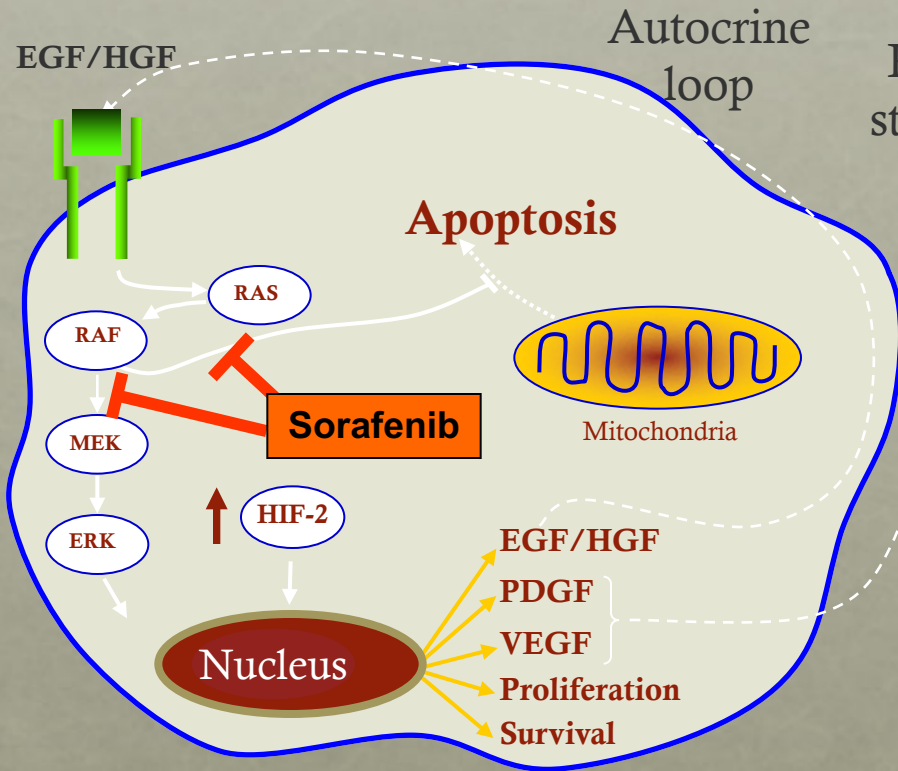 Autocrine
loop
EGF/HGF
Apoptosis
RAS
RAF
Sorafenib
Mitochondria
MEK
HIF-2
ERK
EGF/HGF
PDGF
VEGF
Nucleus
Proliferation
Survival